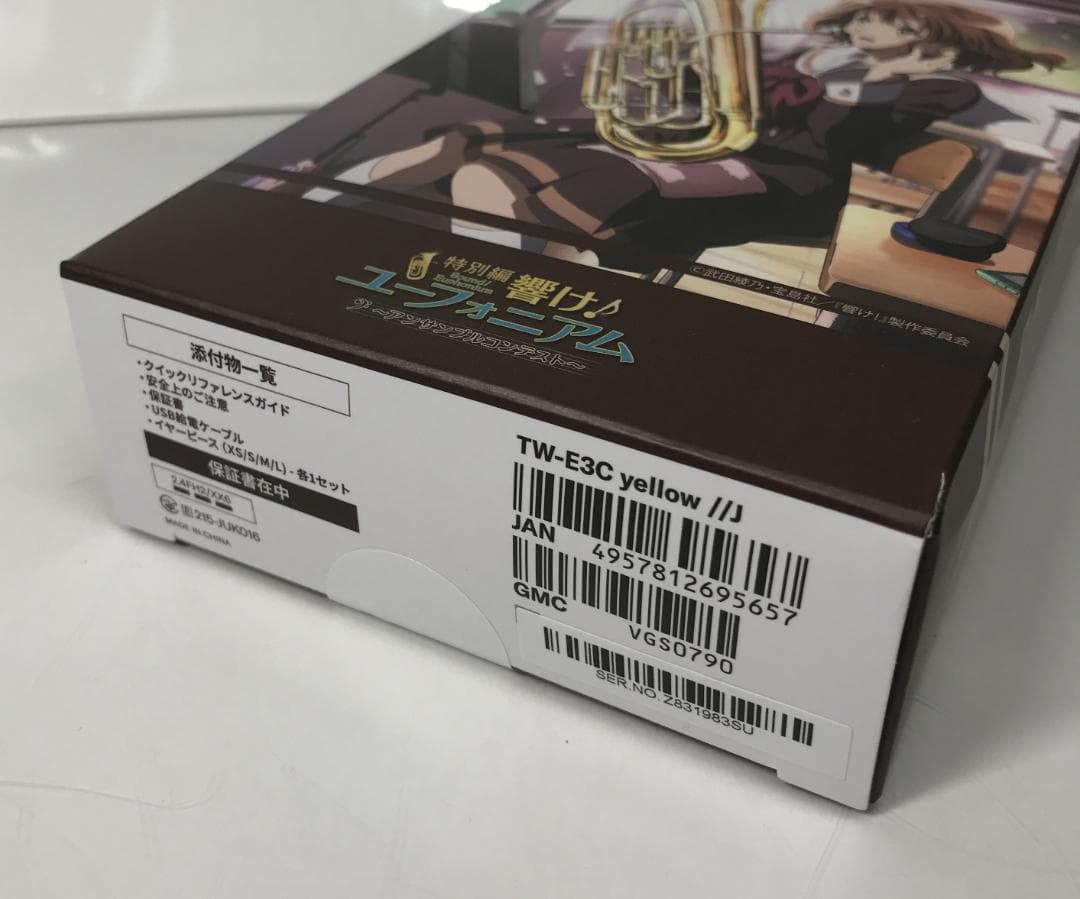 特別編
Sound!
Euphonium
響け♪
ユーフォニアム
～アンサンブルコンテスト～
©武田綾乃・宝島社／『響け!』製作委員会
添付物一覧
・クイックリファレンスガイド
・安全上のご注意
・保証書
・USB給電ケーブル
・イヤーピース (XS/S/M/L) - 各1セット
保証書在中
2.4FH2/XX6
215-JUK016
MADE IN CHINA
TW-E3C yellow //J
JAN 4957812695657
GMC VGS0790
SER.NO. Z831983SU